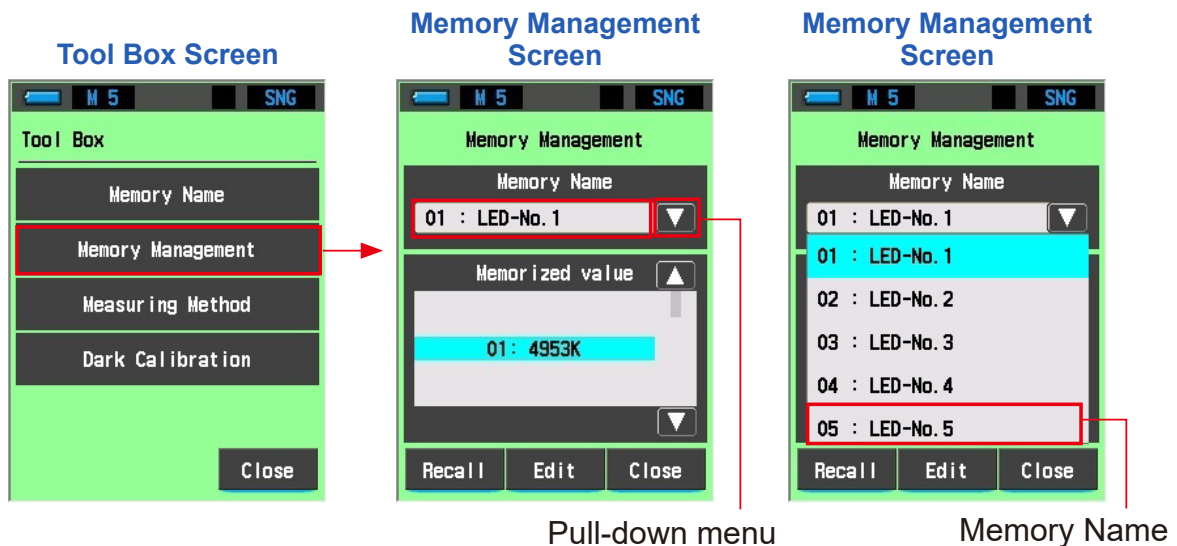 Tool Box Screen
M 5 SNG
Tool Box
Memory Name
Memory Management
Measuring Method
Dark Calibration
Close
Memory Management
Screen
M 5 SNG
Memory Management
Memory Name
01 : LED-No. 1
Memorized value
01: 4953K
Recall Edit Close
Pull-down menu
Memory Management
Screen
M 5 SNG
Memory Management
Memory Name
01 : LED-No. 1
01 : LED-No. 1
02 : LED-No. 2
03 : LED-No. 3
04 : LED-No. 4
05 : LED-No. 5
Recall Edit Close
Memory Name